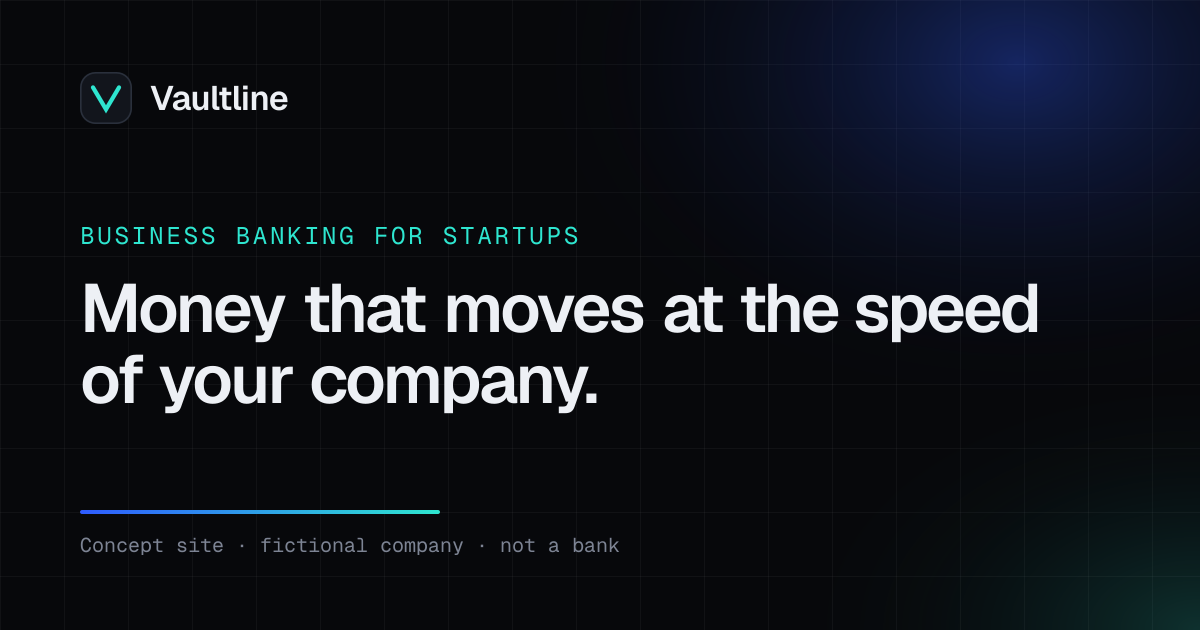 Vaultline
BUSINESS BANKING FOR STARTUPS
Money that moves at the speed
of your company.
Concept site · fictional company · not a bank